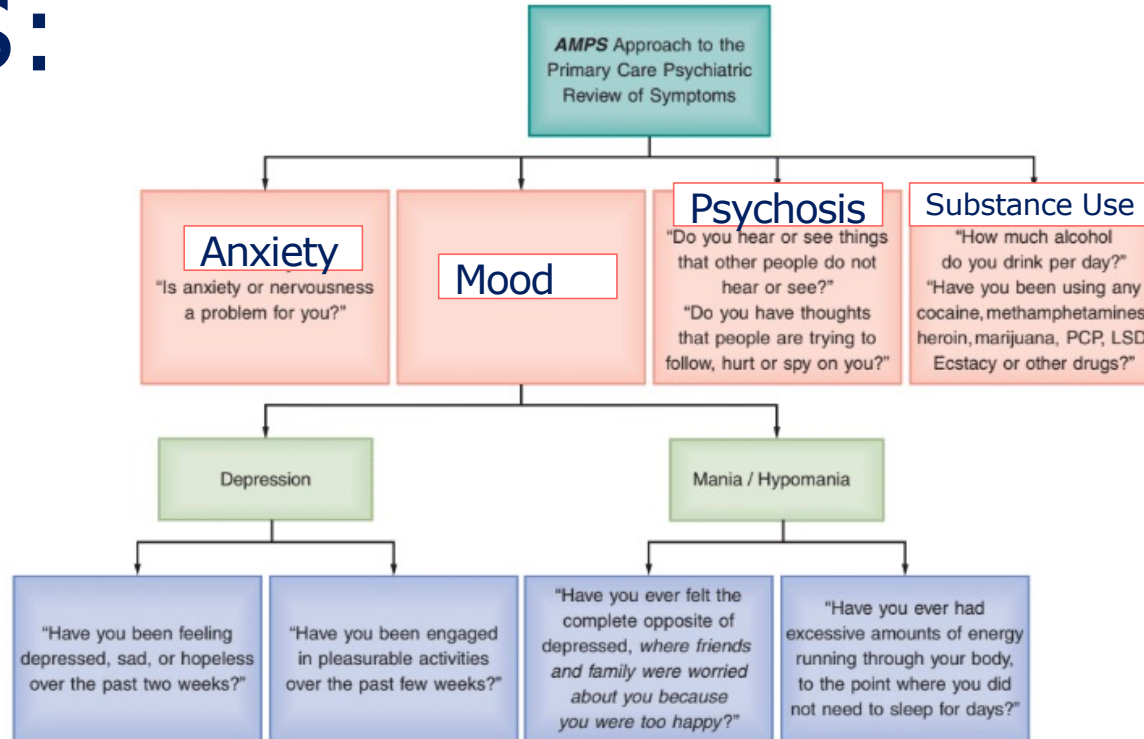 S:
AMPS Approach to the
Primary Care Psychiatric
Review of Symptoms
Anxiety
“Is anxiety or nervousness
a problem for you?”
Mood
Psychosis
“Do you hear or see things
that other people do not
hear or see?”
“Do you have thoughts
that people are trying to
follow, hurt or spy on you?”
Substance Use
“How much alcohol
do you drink per day?”
“Have you been using any
cocaine, methamphetamines
heroin, marijuana, PCP, LSD
Ecstacy or other drugs?”
Depression
Mania / Hypomania
“Have you been feeling
depressed, sad, or hopeless
over the past two weeks?”
“Have you been engaged
in pleasurable activities
over the past few weeks?”
“Have you ever felt the
complete opposite of
depressed, where friends
and family were worried
about you because
you were too happy?”
“Have you ever had
excessive amounts of energy
running through your body,
to the point where you did
not need to sleep for days?”